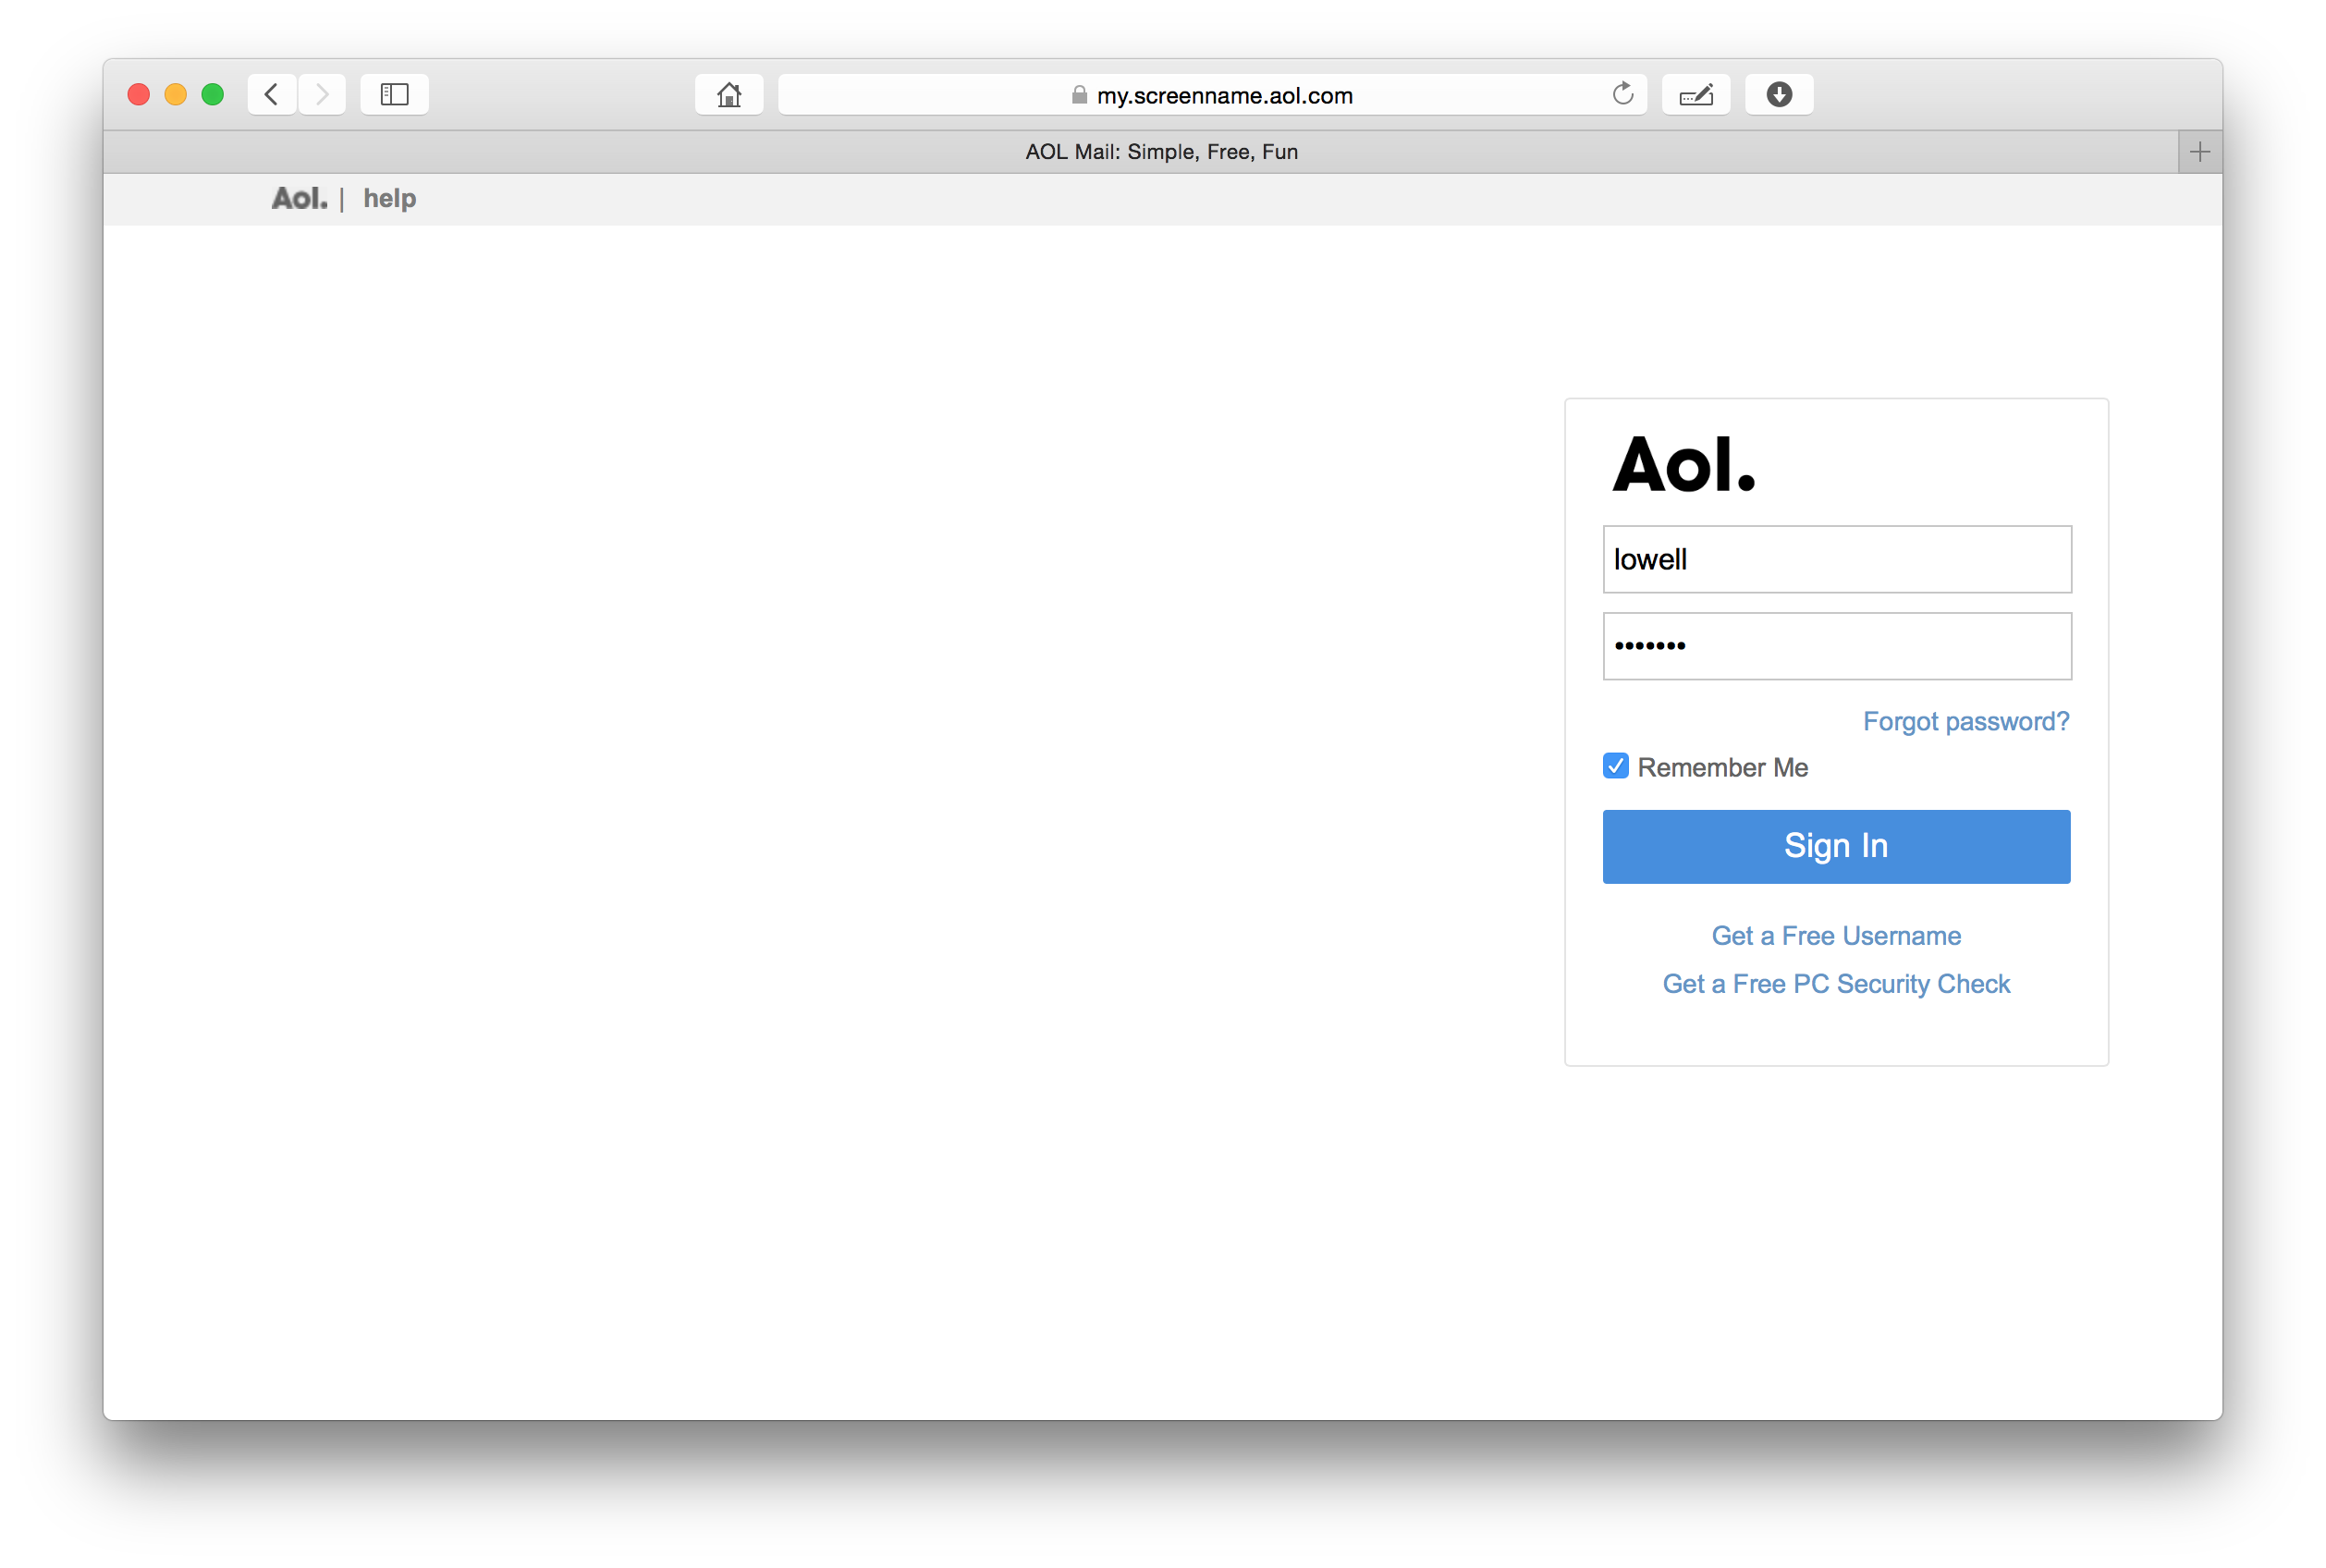 my.screenname.aol.com
AOL Mail: Simple, Free, Fun
Aol. | help
Aol.
lowell
•••••••
Forgot password?
Remember Me
Sign In
Get a Free Username
Get a Free PC Security Check